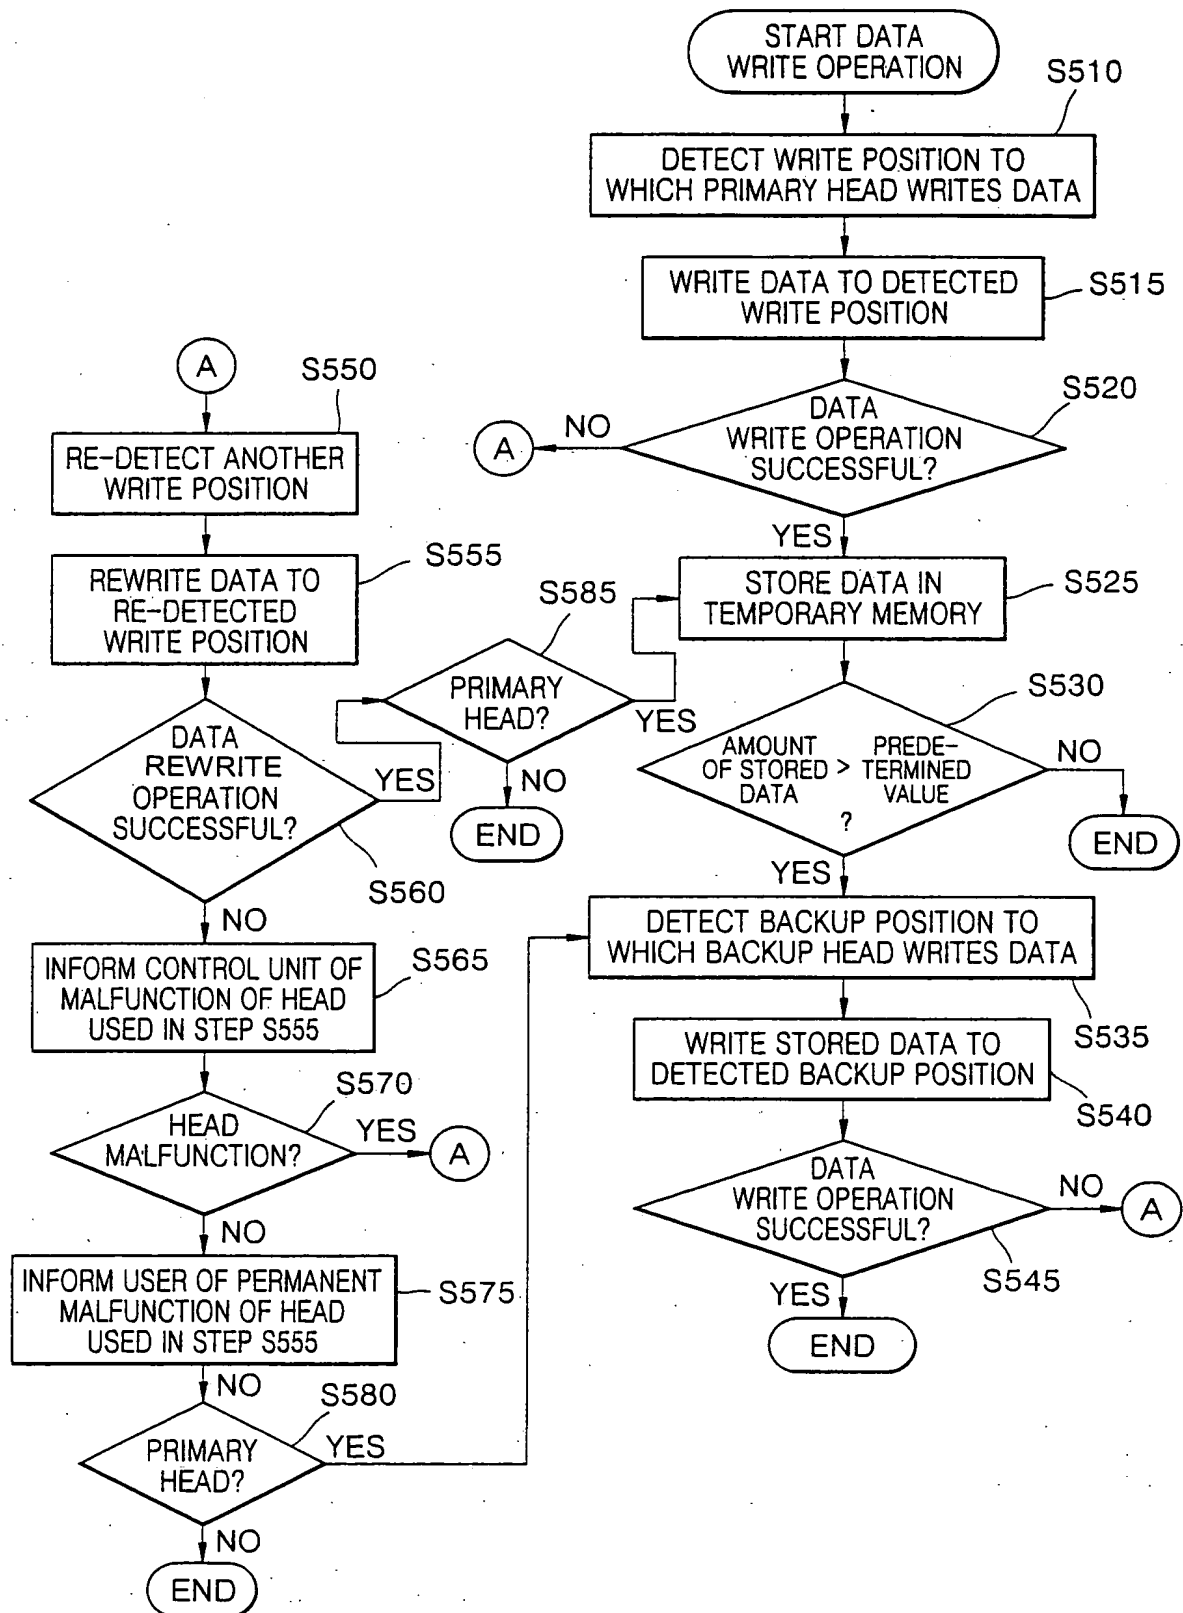 START DATA
WRITE OPERATION
S510
DETECT WRITE POSITION TO
WHICH PRIMARY HEAD WRITES DATA
WRITE DATA TO DETECTED
WRITE POSITION
S515
DATA
WRITE OPERATION
SUCCESSFUL?
S520
NO
A
YES
STORE DATA IN
TEMPORARY MEMORY
S525
AMOUNT
OF STORED
DATA
>
PREDE-
TERMINED
VALUE
?
S530
NO
END
YES
DETECT BACKUP POSITION TO
WHICH BACKUP HEAD WRITES DATA
S535
WRITE STORED DATA TO
DETECTED BACKUP POSITION
S540
DATA
WRITE OPERATION
SUCCESSFUL?
S545
NO
A
YES
END
A
S550
RE-DETECT ANOTHER
WRITE POSITION
S555
REWRITE DATA TO
RE-DETECTED
WRITE POSITION
DATA
REWRITE
OPERATION
SUCCESSFUL?
YES
S560
S585
PRIMARY
HEAD?
YES
NO
END
NO
INFORM CONTROL UNIT OF
MALFUNCTION OF HEAD
USED IN STEP S555
S565
S570
HEAD
MALFUNCTION?
YES
A
NO
INFORM USER OF PERMANENT
MALFUNCTION OF HEAD
USED IN STEP S555
S575
NO
S580
PRIMARY
HEAD?
YES
NO
END